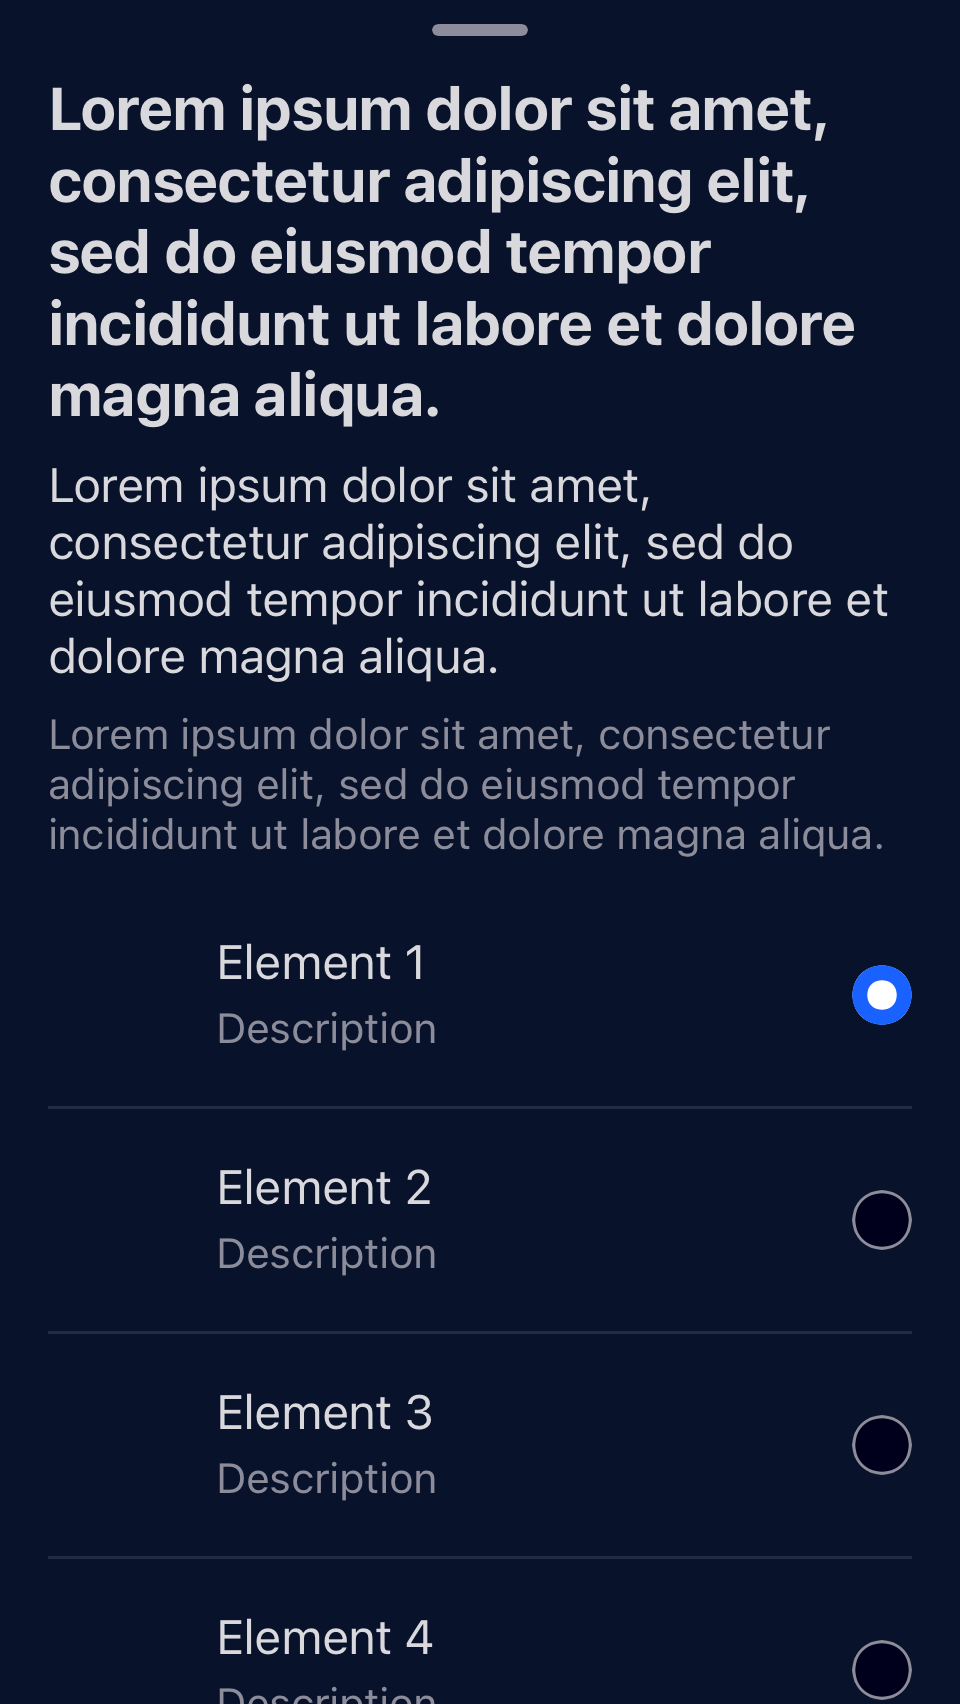 Lorem ipsum dolor sit amet,
consectetur adipiscing elit,
sed do eiusmod tempor
incididunt ut labore et dolore
magna aliqua.
Lorem ipsum dolor sit amet,
consectetur adipiscing elit, sed do
eiusmod tempor incididunt ut labore et
dolore magna aliqua.
Lorem ipsum dolor sit amet, consectetur
adipiscing elit, sed do eiusmod tempor
incididunt ut labore et dolore magna aliqua.
Element 1
Description
Element 2
Description
Element 3
Description
Element 4
Description